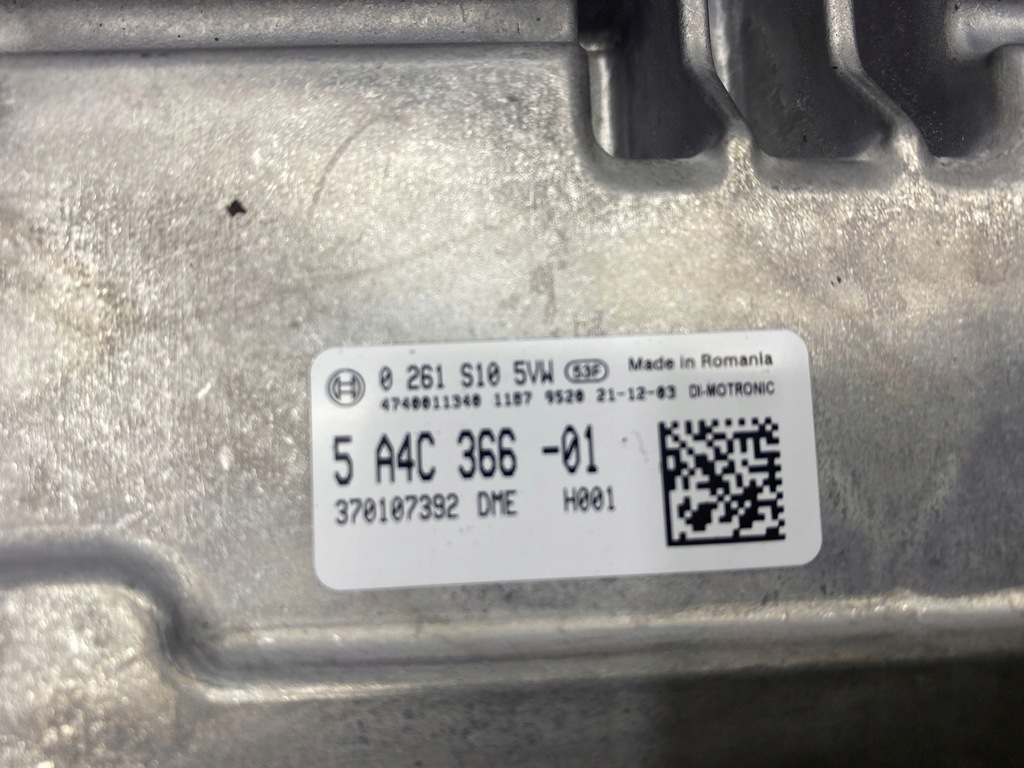 0 261 S10 5VW 53F Made in Romania
4740011340 1187 9520 21-12-03 DI-MOTRONIC
5 A4C 366 -01
370107392 DME H001